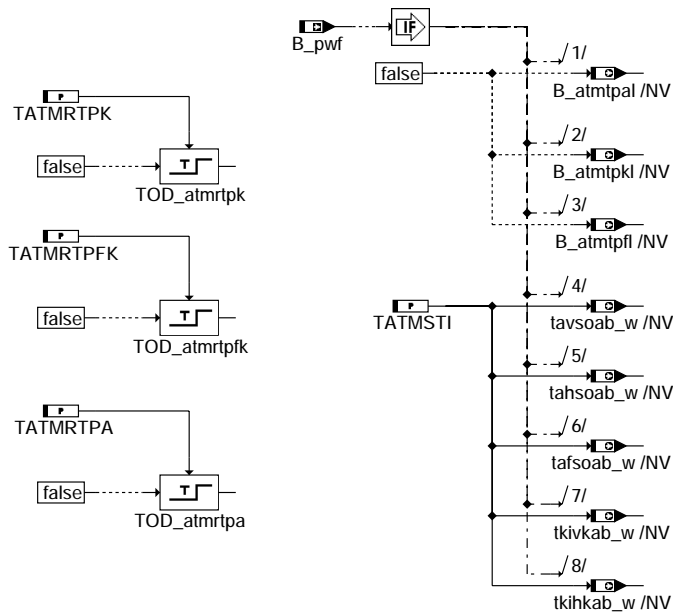 B_pwf
IF
1/
false
B_atmtpal /NV
TATMRTPK
P
false
T
TOD_atmrtpk
2/
B_atmtpkl /NV
3/
B_atmtpfl /NV
TATMRTPFK
P
false
T
TOD_atmrtpfk
4/
P
TATMSTI
tavsoab_w /NV
5/
tahsoab_w /NV
TATMRTPA
P
false
T
TOD_atmrtpa
6/
tafsoab_w /NV
7/
tkivkab_w /NV
8/
tkihkab_w /NV